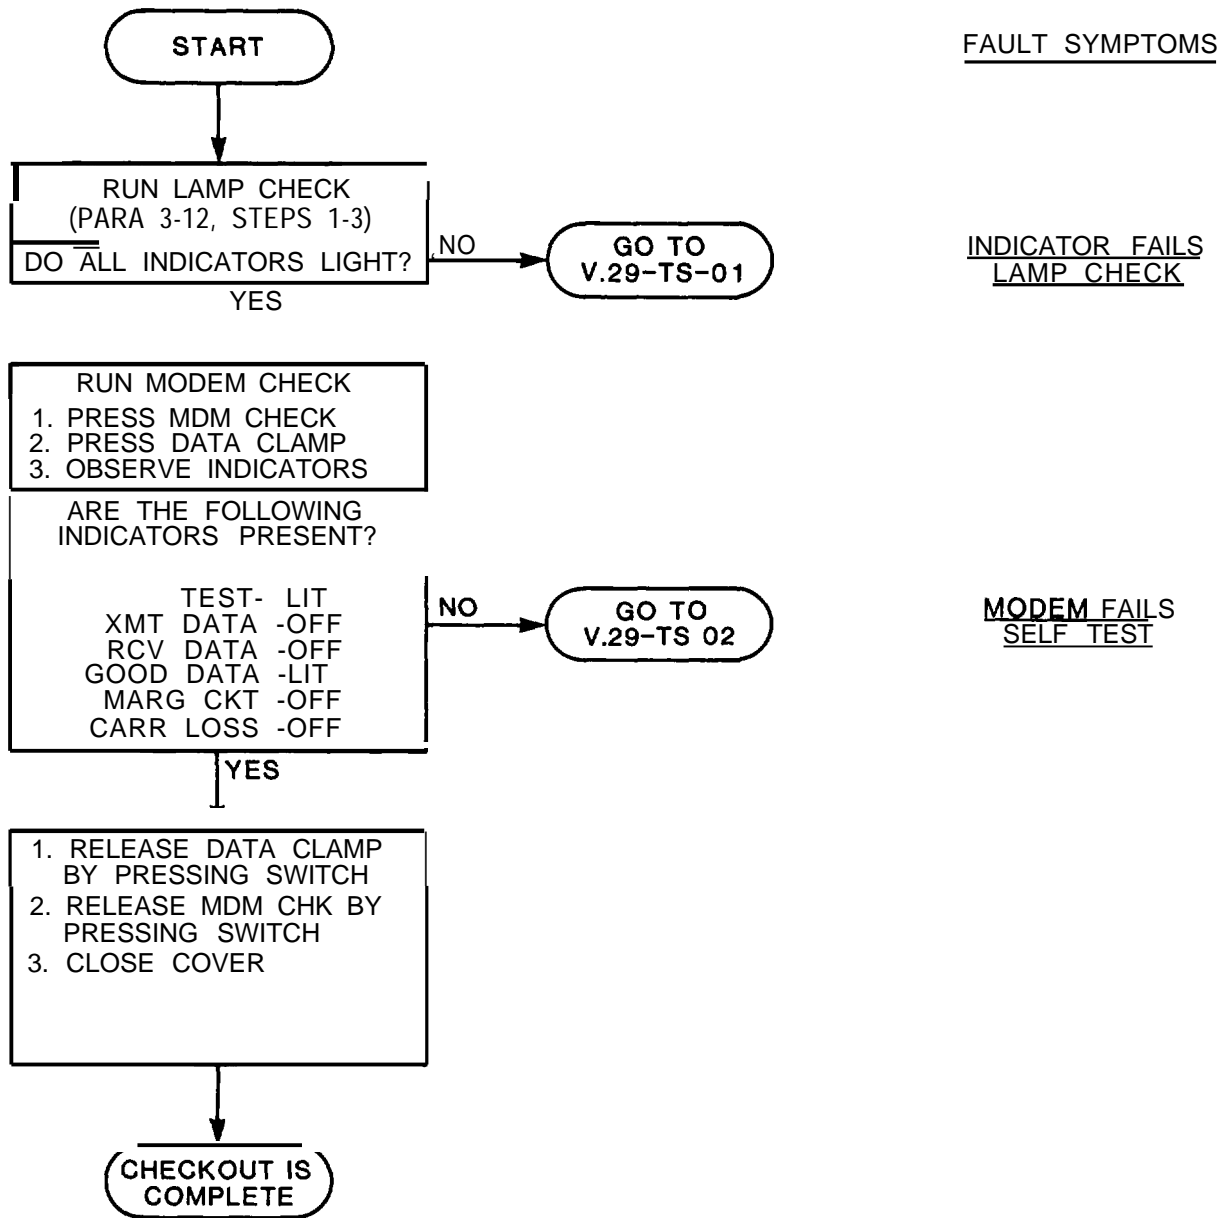 START
FAULT SYMPTOMS
RUN LAMP CHECK
(PARA 3-12, STEPS 1-3)
DO ALL INDICATORS LIGHT?
NO
GO TO
V.29-TS-01
INDICATOR FAILS
LAMP CHECK
YES
RUN MODEM CHECK
1. PRESS MDM CHECK
2. PRESS DATA CLAMP
3. OBSERVE INDICATORS
ARE THE FOLLOWING
INDICATORS PRESENT?
TEST- LIT
XMT DATA -OFF
RCV DATA -OFF
GOOD DATA -LIT
MARG CKT -OFF
CARR LOSS -OFF
NO
GO TO
V.29-TS 02
MODEM FAILS
SELF TEST
YES
1. RELEASE DATA CLAMP
BY PRESSING SWITCH
2. RELEASE MDM CHK BY
PRESSING SWITCH
3. CLOSE COVER
CHECKOUT IS
COMPLETE